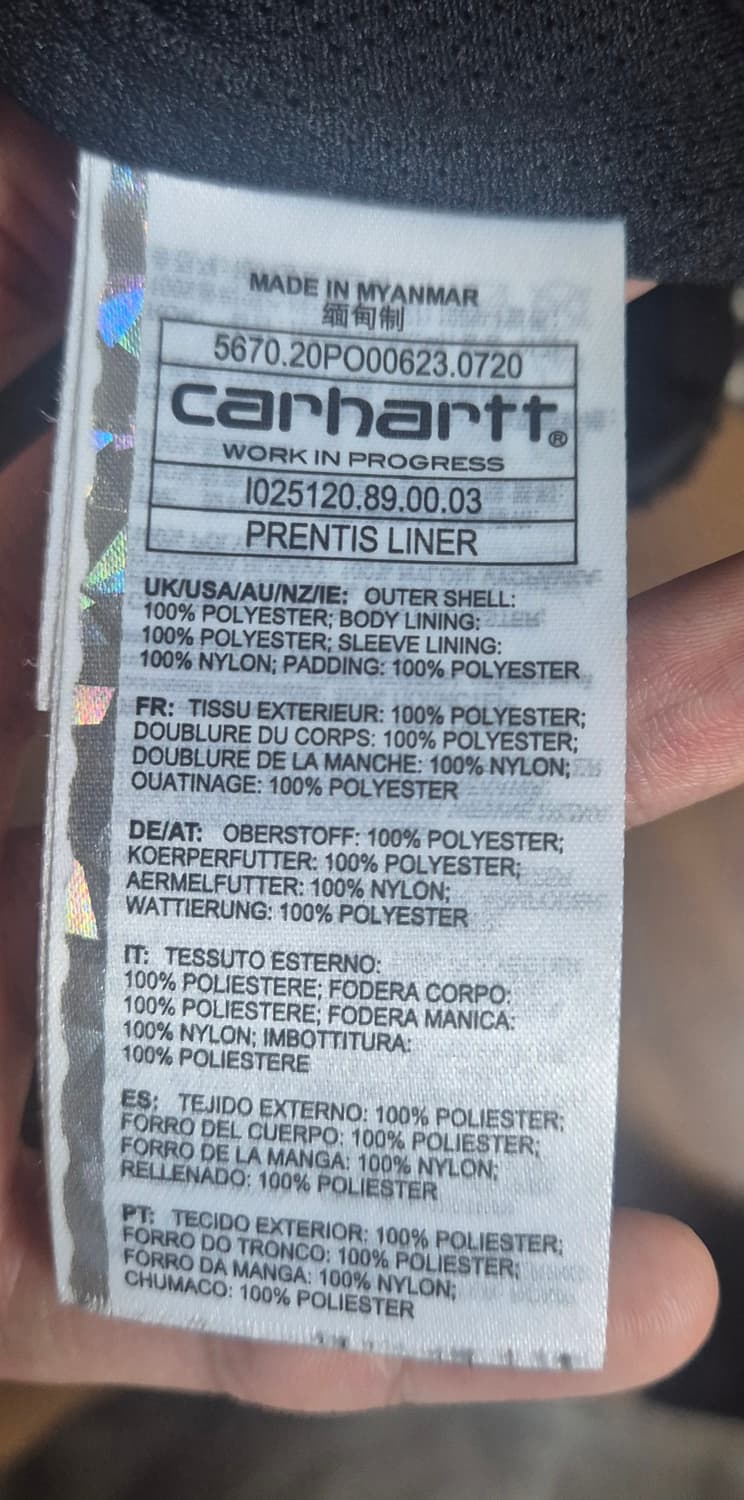 MADE IN MYANMAR
缅甸制
5670.20PO00623.0720
carhartt®
WORK IN PROGRESS
I025120.89.00.03
PRENTIS LINER
UK/USA/AU/NZ/IE: OUTER SHELL:
100% POLYESTER; BODY LINING:
100% POLYESTER; SLEEVE LINING:
100% NYLON; PADDING: 100% POLYESTER
FR: TISSU EXTERIEUR: 100% POLYESTER;
DOUBLURE DU CORPS: 100% POLYESTER;
DOUBLURE DE LA MANCHE: 100% NYLON;
OUATINAGE: 100% POLYESTER
DE/AT: OBERSTOFF: 100% POLYESTER;
KOERPERFUTTER: 100% POLYESTER;
AERMELFUTTER: 100% NYLON;
WATTIERUNG: 100% POLYESTER
IT: TESSUTO ESTERNO:
100% POLIESTERE; FODERA CORPO:
100% POLIESTERE; FODERA MANICA:
100% NYLON; IMBOTTITURA:
100% POLIESTERE
ES: TEJIDO EXTERNO: 100% POLIESTER;
FORRO DEL CUERPO: 100% POLIESTER;
FORRO DE LA MANGA: 100% NYLON;
RELLENADO: 100% POLIESTER
PT: TECIDO EXTERIOR: 100% POLIESTER;
FORRO DO TRONCO: 100% POLIESTER;
FORRO DA MANGA: 100% NYLON;
CHUMACO: 100% POLIESTER